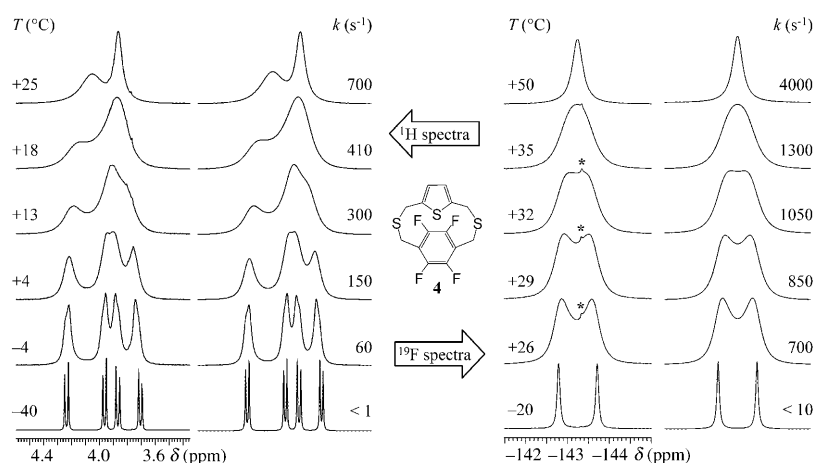 T (°C) k (s⁻¹) T (°C) k (s⁻¹)
+25 700 +50 4000
¹H spectra
+18 410 +35 1300
*
+13 300 +32 1050
S S S
F F
*
+4 150 +29 850
F F
4
*
–4 60 +26 700
¹⁹F spectra
–40 < 1 –20 < 10
4.4 4.0 3.6 δ (ppm) –142 –143 –144 δ (ppm)